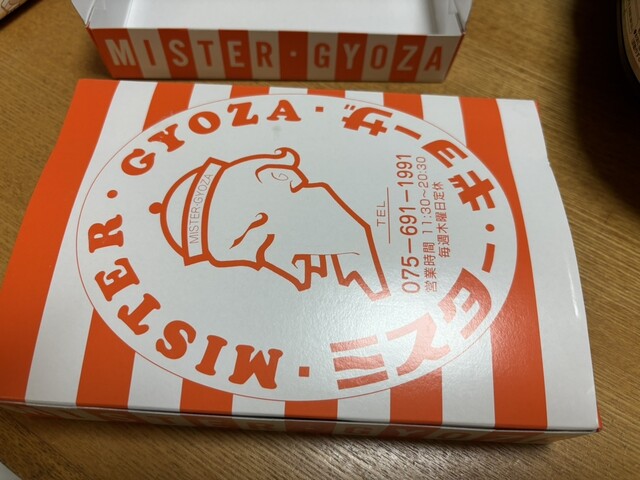 MISTER・GYOZA
MISTER・GYOZA・
ミスター・ギョーザ
MISTER・GYOZA
TEL
075-691-1991
営業時間 11:30~20:30
毎週木曜日定休